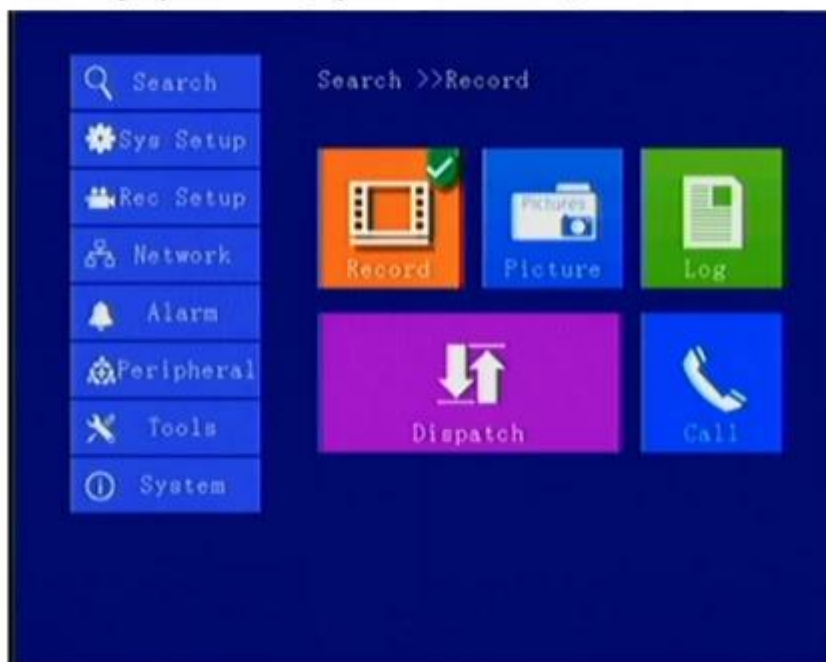 Search
Sys Setup
Rec Setup
Network
Alarm
Peripheral
Tools
System
Search >>Record
Record
Pictures
Picture
Log
Dispatch
Call